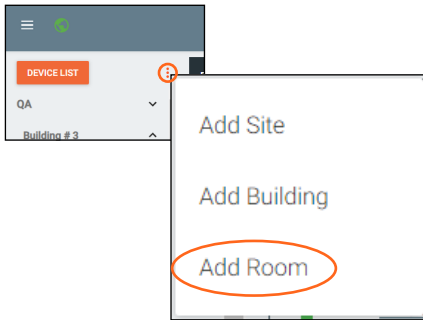 DEVICE LIST
QA
Building # 3
Add Site
Add Building
Add Room